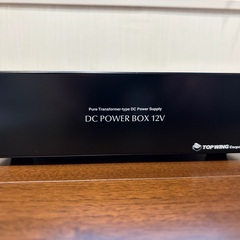 Pure Transformer-type DC Power Supply
DC POWER BOX 12V
TOPWING